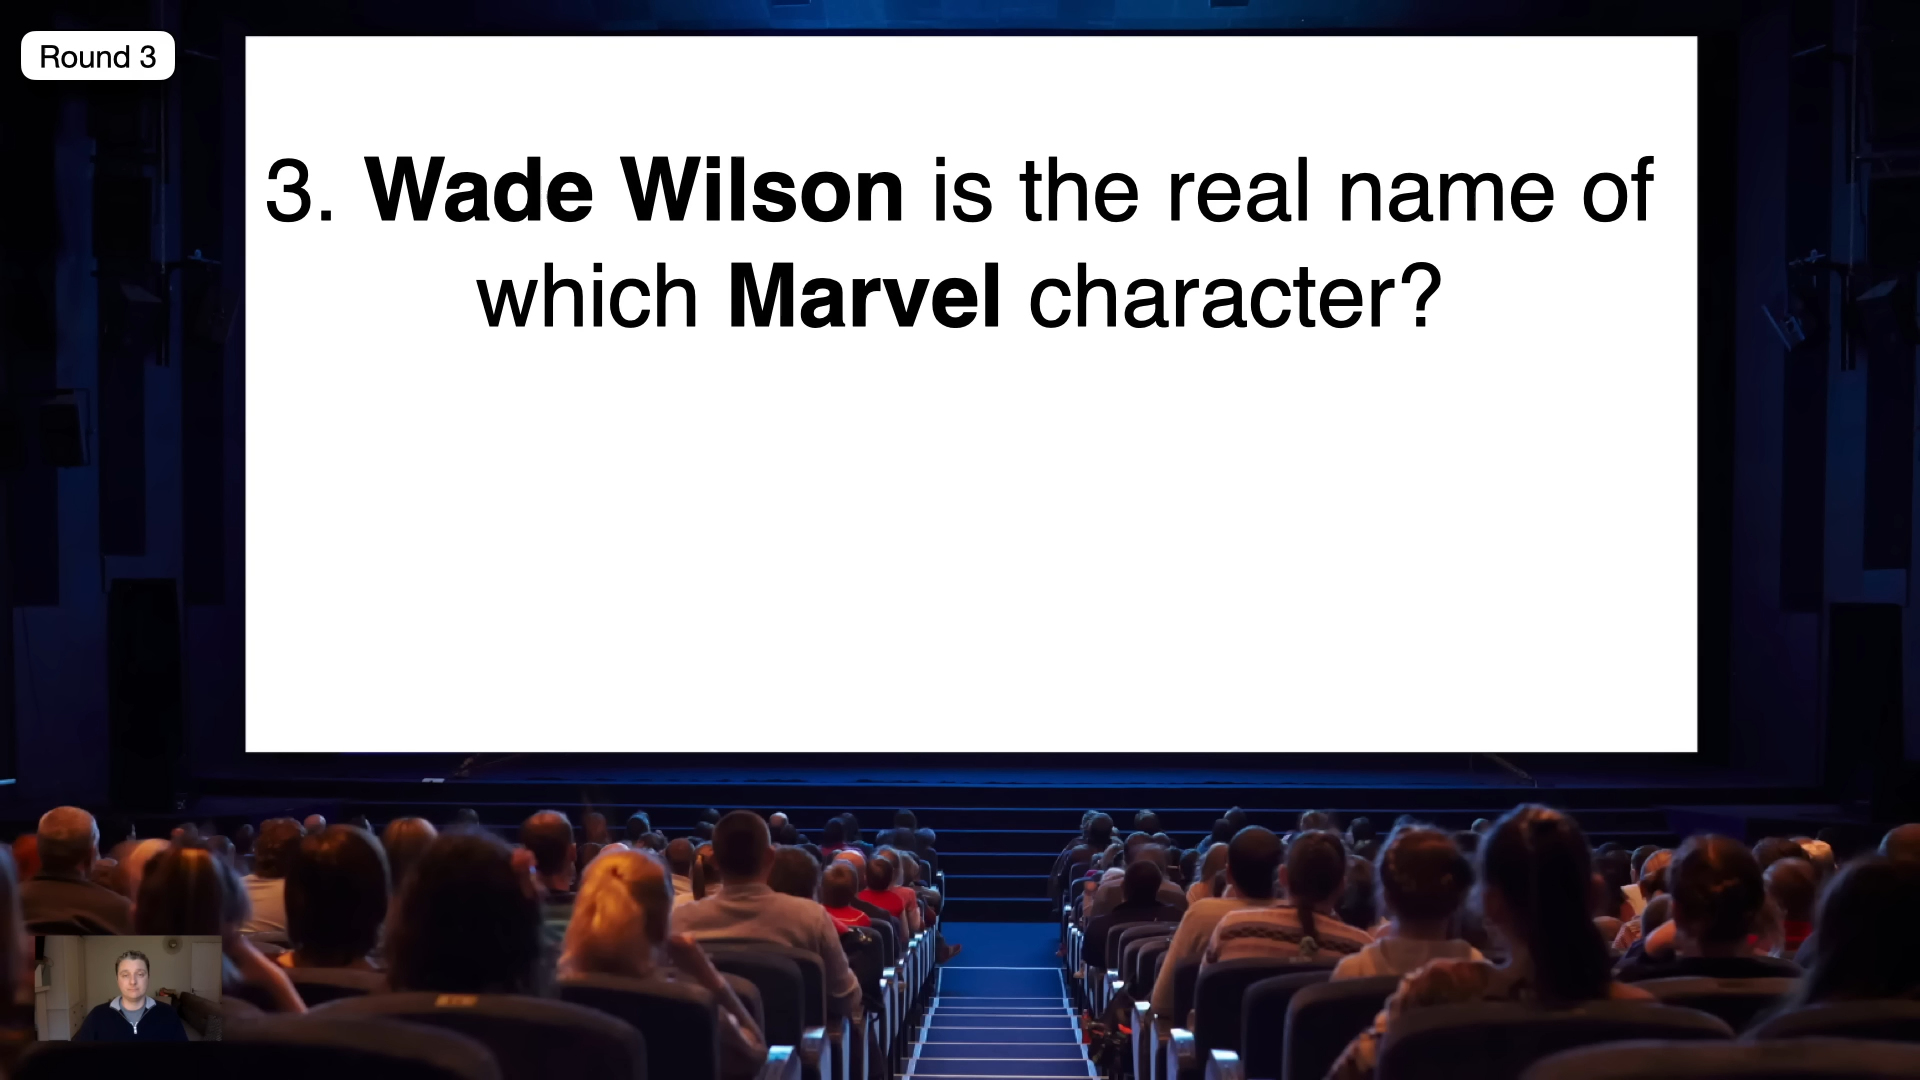 Round 3
3. Wade Wilson is the real name of
which Marvel character?